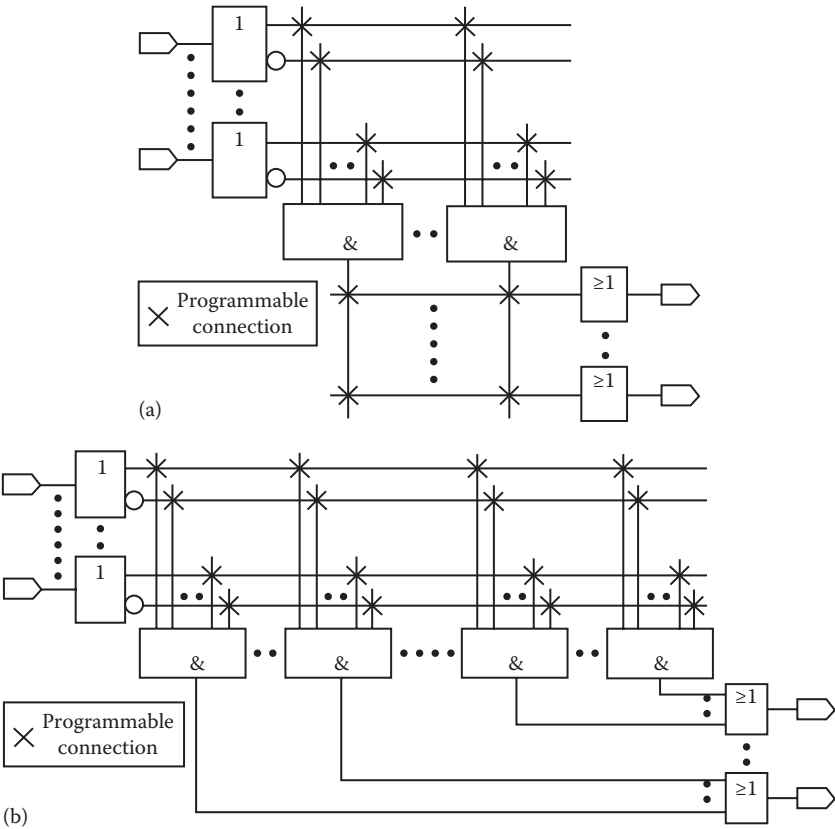 1
1
&
&
Programmable
connection
≥1
≥1
(a)
1
1
&
&
&
&
Programmable
connection
≥1
≥1
(b)